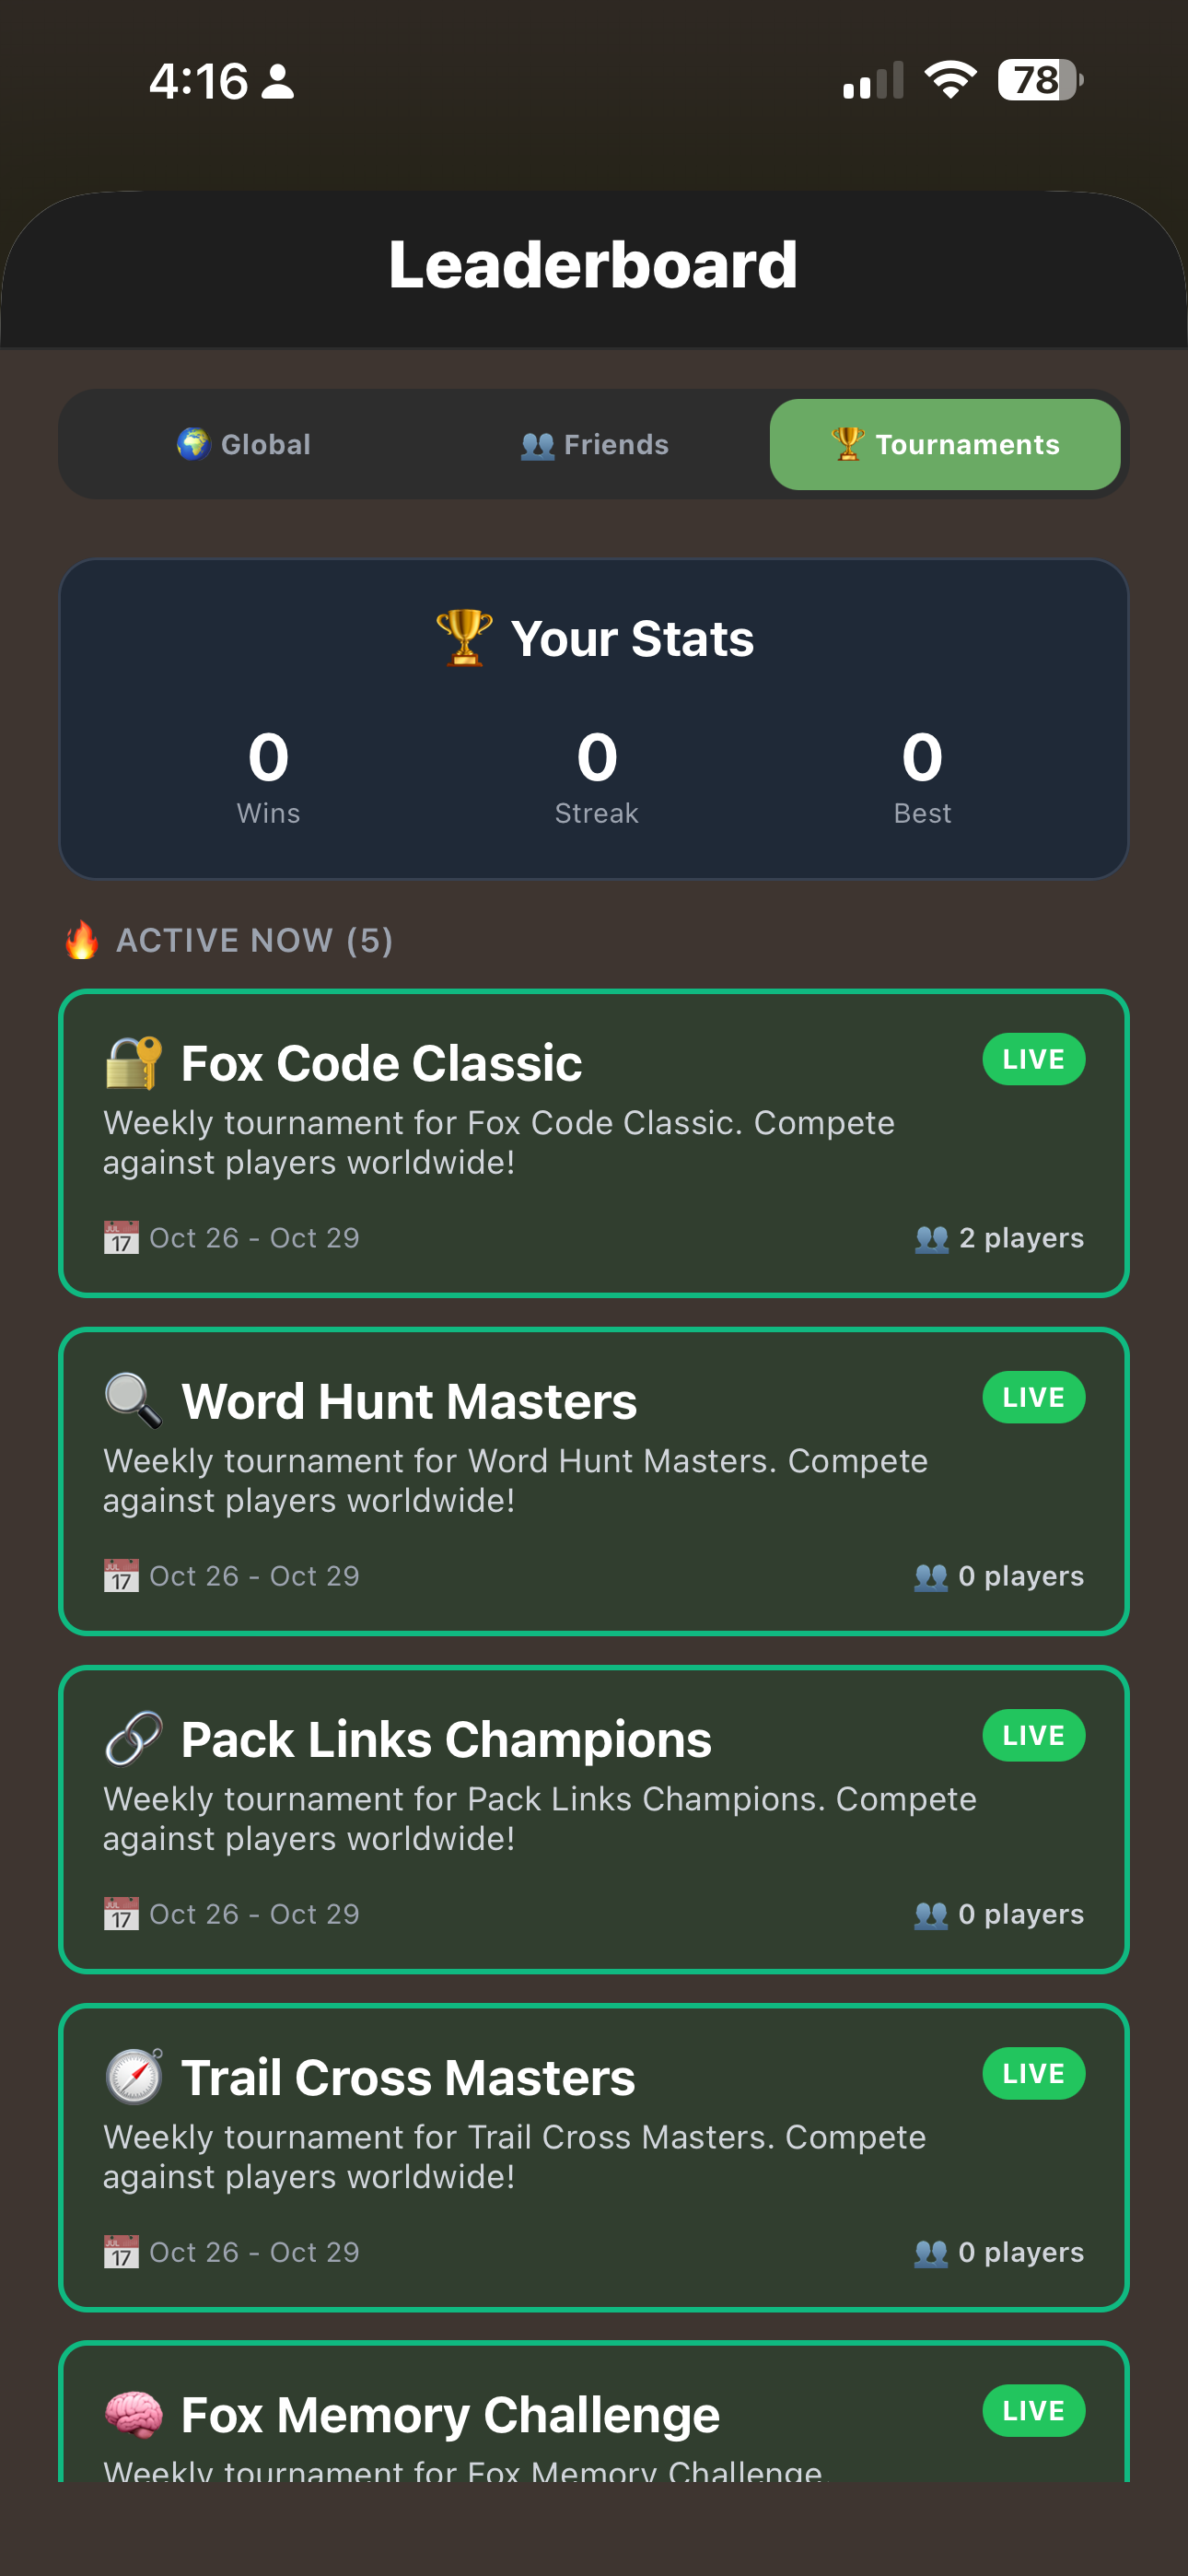 4:16
78
Leaderboard
🌍 Global
👥 Friends
🏆 Tournaments
🏆 Your Stats
0
0
0
Wins
Streak
Best
🔥 ACTIVE NOW (5)
🔐 Fox Code Classic
LIVE
Weekly tournament for Fox Code Classic. Compete
against players worldwide!
📅 Oct 26 - Oct 29
👥 2 players
🔍 Word Hunt Masters
LIVE
Weekly tournament for Word Hunt Masters. Compete
against players worldwide!
📅 Oct 26 - Oct 29
👥 0 players
🔗 Pack Links Champions
LIVE
Weekly tournament for Pack Links Champions. Compete
against players worldwide!
📅 Oct 26 - Oct 29
👥 0 players
🧭 Trail Cross Masters
LIVE
Weekly tournament for Trail Cross Masters. Compete
against players worldwide!
📅 Oct 26 - Oct 29
👥 0 players
🧠 Fox Memory Challenge
LIVE
Weekly tournament for Fox Memory Challenge.